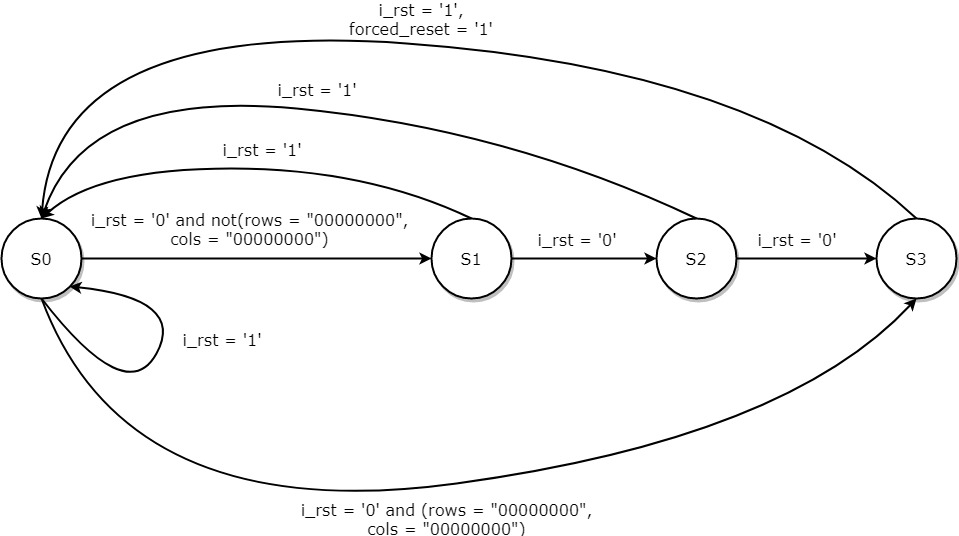 i_rst = '1',
forced_reset = '1'
i_rst = '1'
i_rst = '1'
i_rst = '0' and not(rows = "00000000",
cols = "00000000")
i_rst = '0'
i_rst = '0'
S0
S1
S2
S3
i_rst = '1'
i_rst = '0' and (rows = "00000000",
cols = "00000000")